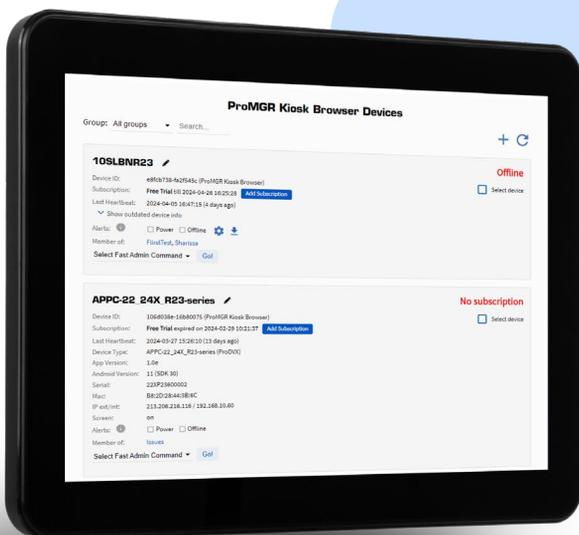 ProMGR Kiosk Browser Devices
Group: All groups Search...
10SLBNR23
Offline
Device ID: e8fcb738-fa2f545c (ProMGR Kiosk Browser)
Select device
Subscription: Free Trial till 2024-04-26 16:25:28 Add Subscription
Last Heartbeat: 2024-04-05 16:47:15 (4 days ago)
Show outdated device info
Alerts: Power Offline
Member of: FiirstTest, Sharissa
Select Fast Admin Command Go!
APPC-22_24X_R23-series
No subscription
Device ID: 106d038e-16b80075 (ProMGR Kiosk Browser)
Select device
Subscription: Free Trial expired on 2024-02-29 10:21:37 Add Subscription
Last Heartbeat: 2024-03-27 15:26:10 (13 days ago)
Device Type: APPC-22_24X_R23-series (ProDVX)
App Version: 1.0e
Android Version: 11 (SDK 30)
Serial: 22XP23600002
Mac: B8:2D:28:44:3B:6C
IP ext/int: 213.206.216.116 / 192.168.10.60
Screen: on
Alerts: Power Offline
Member of: Issues
Select Fast Admin Command Go!